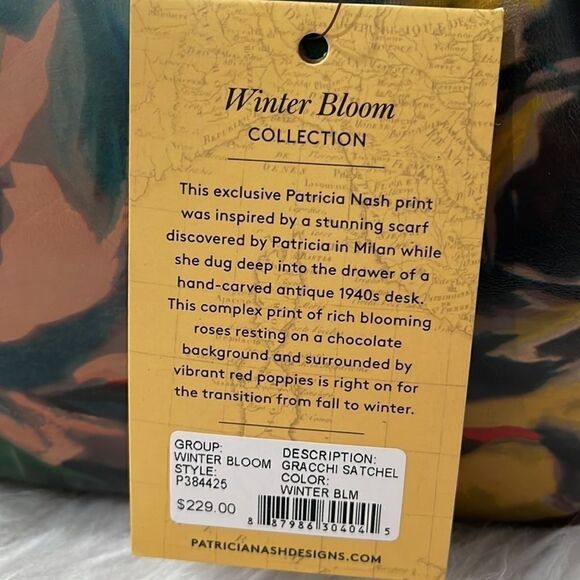 Winter Bloom
COLLECTION
This exclusive Patricia Nash print
was inspired by a stunning scarf
discovered by Patricia in Milan while
she dug deep into the drawer of a
hand-carved antique 1940s desk.
This complex print of rich blooming
roses resting on a chocolate
background and surrounded by
vibrant red poppies is right on for
the transition from fall to winter.
GROUP:
WINTER BLOOM
STYLE:
P384425
$229.00
DESCRIPTION:
GRACCHI SATCHEL
COLOR:
WINTER BLM
8 87986 30404 5
PATRICIANASHDESIGNS.COM